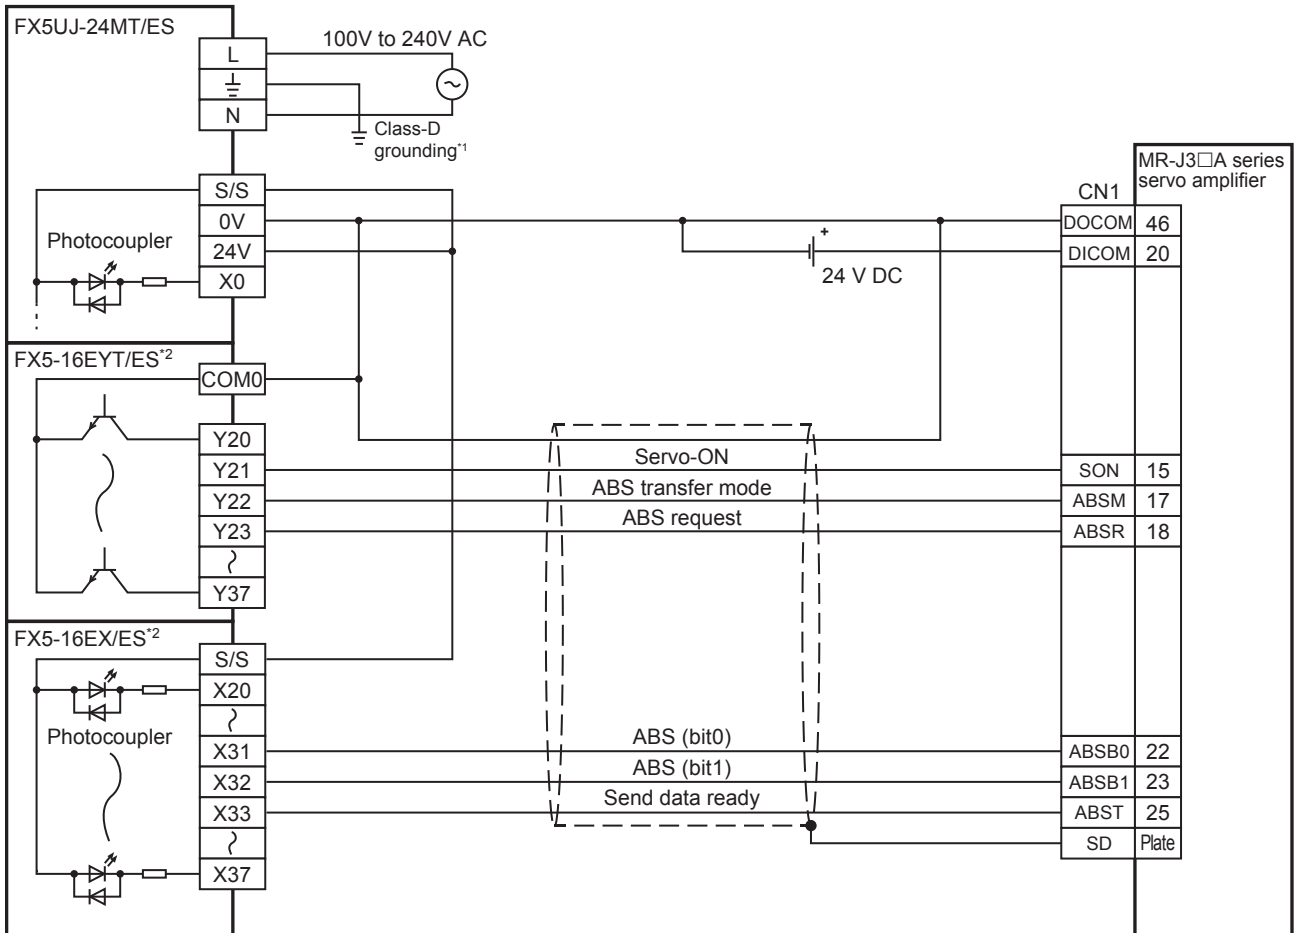 FX5UJ-24MT/ES
L
N
100V to 240V AC
Class-D
grounding*1
S/S
0V
24V
X0
Photocoupler
MR-J3□A series
servo amplifier
CN1
DOCOM 46
DICOM 20
+
24 V DC
FX5-16EYT/ES*2
COM0
Y20
Y21
Y22
Y23
Y37
Servo-ON
ABS transfer mode
ABS request
SON 15
ABSM 17
ABSR 18
FX5-16EX/ES*2
S/S
X20
Photocoupler
X31
X32
X33
X37
ABS (bit0)
ABS (bit1)
Send data ready
ABSB0 22
ABSB1 23
ABST 25
SD Plate